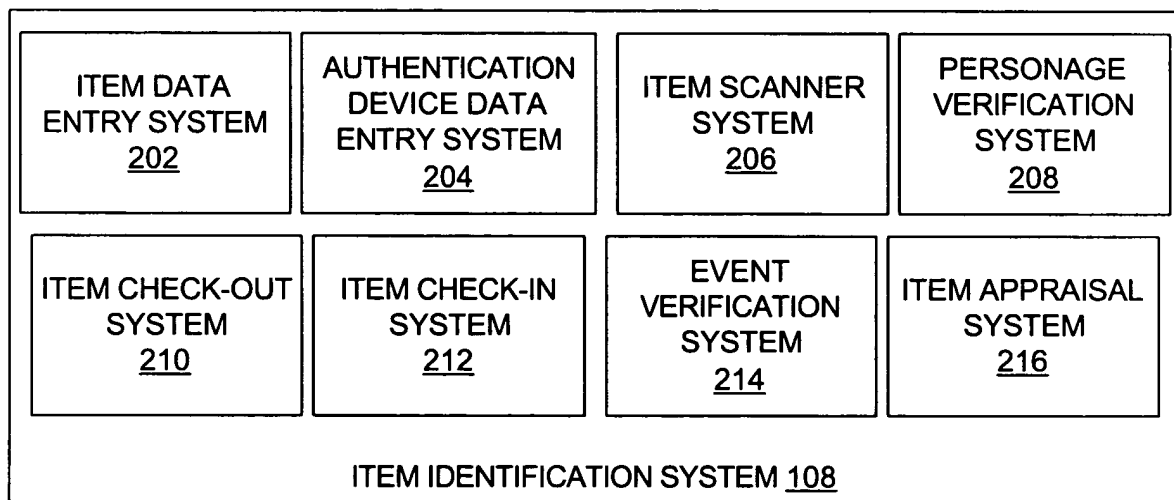 ITEM DATA
ENTRY SYSTEM
202
AUTHENTICATION
DEVICE DATA
ENTRY SYSTEM
204
ITEM SCANNER
SYSTEM
206
PERSONAGE
VERIFICATION
SYSTEM
208
ITEM CHECK-OUT
SYSTEM
210
ITEM CHECK-IN
SYSTEM
212
EVENT
VERIFICATION
SYSTEM
214
ITEM APPRAISAL
SYSTEM
216
ITEM IDENTIFICATION SYSTEM 108